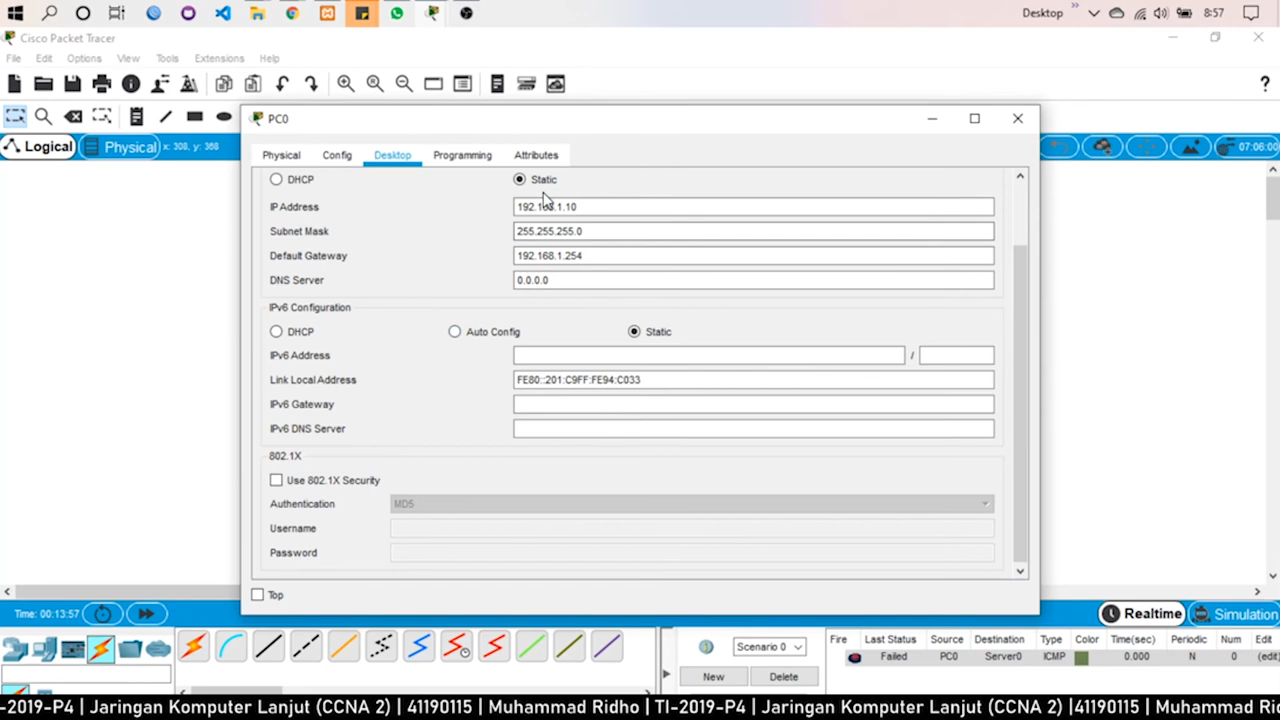 Desktop
8:57
Cisco Packet Tracer
File Edit Options View Tools Extensions Help
?
PC0
Logical
Physical x: 308, y: 368
07:06:00
Physical Config Desktop Programming Attributes
DHCP Static
IP Address 192.168.1.10
Subnet Mask 255.255.255.0
Default Gateway 192.168.1.254
DNS Server 0.0.0.0
IPv6 Configuration
DHCP Auto Config Static
IPv6 Address /
Link Local Address FE80::201:C9FF:FE94:C033
IPv6 Gateway
IPv6 DNS Server
802.1X
Use 802.1X Security
Authentication MD5
Username
Password
Top
Time: 00:13:57
Realtime Simulation
Scenario 0
New Delete
Fire Last Status Source Destination Type Color Time(sec) Periodic Num Edit
Failed PC0 Server0 ICMP 0.000 N 0 (edit)
-2019-P4 | Jaringan Komputer Lanjut (CCNA 2) | 41190115 | Muhammad Ridho | TI-2019-P4 | Jaringan Komputer Lanjut (CCNA 2) |41190115 | Muhammad Rid